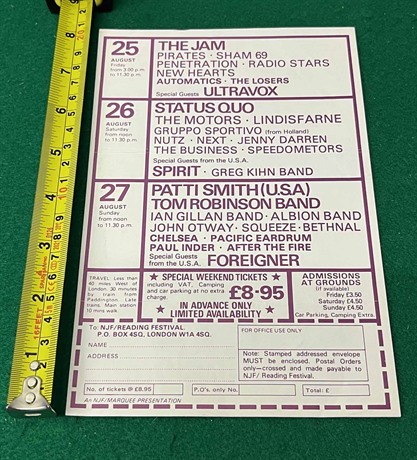 25
AUGUST
Friday
from 3.00 p.m.
to 11.30 p.m.
THE JAM
PIRATES • SHAM 69
PENETRATION • RADIO STARS
NEW HEARTS
AUTOMATICS • THE LOSERS
Special Guests ULTRAVOX
26
AUGUST
Saturday
from noon
to 11.30 p.m.
STATUS QUO
THE MOTORS • LINDISFARNE
GRUPPO SPORTIVO (from Holland)
NUTZ • NEXT • JENNY DARREN
THE BUSINESS • SPEEDOMETORS
Special Guests from the U.S.A.
SPIRIT • GREG KIHN BAND
27
AUGUST
Sunday
from noon
to 11.30 p.m.
PATTI SMITH (U.S.A)
TOM ROBINSON BAND
IAN GILLAN BAND • ALBION BAND
JOHN OTWAY • SQUEEZE • BETHNAL
CHELSEA • PACIFIC EARDRUM
PAUL INDER • AFTER THE FIRE
Special Guests
from the U.S.A. FOREIGNER
TRAVEL: Less than
40 miles West of
London. 30 minutes
by train from
Paddington. Late
trains. Main station
10 mins walk
SPECIAL WEEKEND TICKETS
including VAT, Camping
and car parking at no extra
charge.
£8·95
IN ADVANCE ONLY
LIMITED AVAILABILITY
ADMISSIONS
AT GROUNDS
(if available)
Friday £3.50
Saturday £4.50
Sunday £4.50
Car Parking, Camping Extra.
To: NJF/READING FESTIVAL.
P.O. BOX 4SQ, LONDON W1A 4SQ.
NAME
ADDRESS
FOR OFFICE USE ONLY
Note: Stamped addressed envelope
MUST be enclosed. Postal Orders
only—crossed and made payable to
NJF/ Reading Festival.
No. of tickets @ £8.95
P.O's. only No.
Total: £
An NJF/MARQUEE PRESENTATION